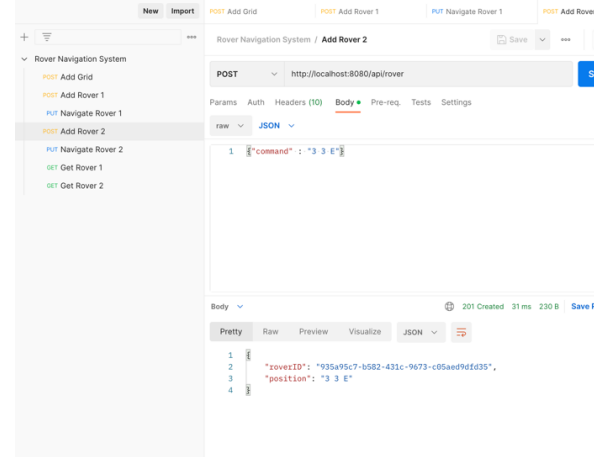 New Import
POST Add Grid POST Add Rover 1 PUT Navigate Rover 1 POST Add Rover
Rover Navigation System / Add Rover 2 Save
Rover Navigation System
POST Add Grid
POST Add Rover 1
PUT Navigate Rover 1
POST Add Rover 2
PUT Navigate Rover 2
GET Get Rover 1
GET Get Rover 2
POST http://localhost:8080/api/rover S
Params Auth Headers (10) Body Pre-req. Tests Settings
raw JSON
1 {"command" : "3 3 E"}
Body 201 Created 31 ms 230 B Save R
Pretty Raw Preview Visualize JSON
1 {
2 "roverID": "935a95c7-b582-431c-9673-c05aed9dfd35",
3 "position": "3 3 E"
4 }